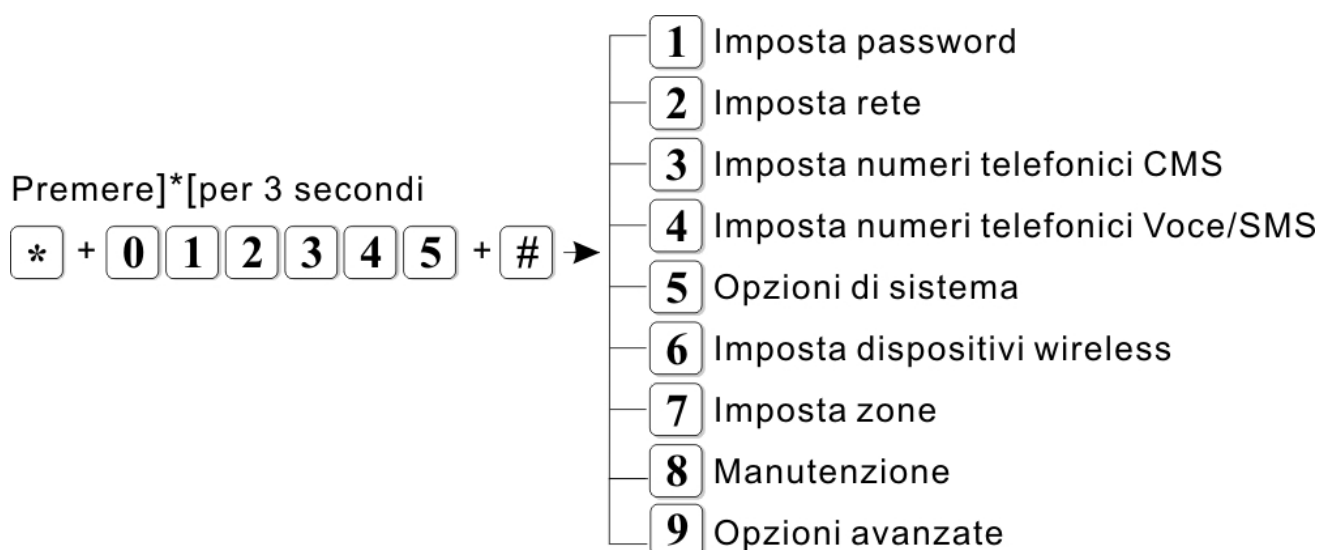 Premere]*[per 3 secondi
* + 0 1 2 3 4 5 + #
1 Imposta password
2 Imposta rete
3 Imposta numeri telefonici CMS
4 Imposta numeri telefonici Voce/SMS
5 Opzioni di sistema
6 Imposta dispositivi wireless
7 Imposta zone
8 Manutenzione
9 Opzioni avanzate